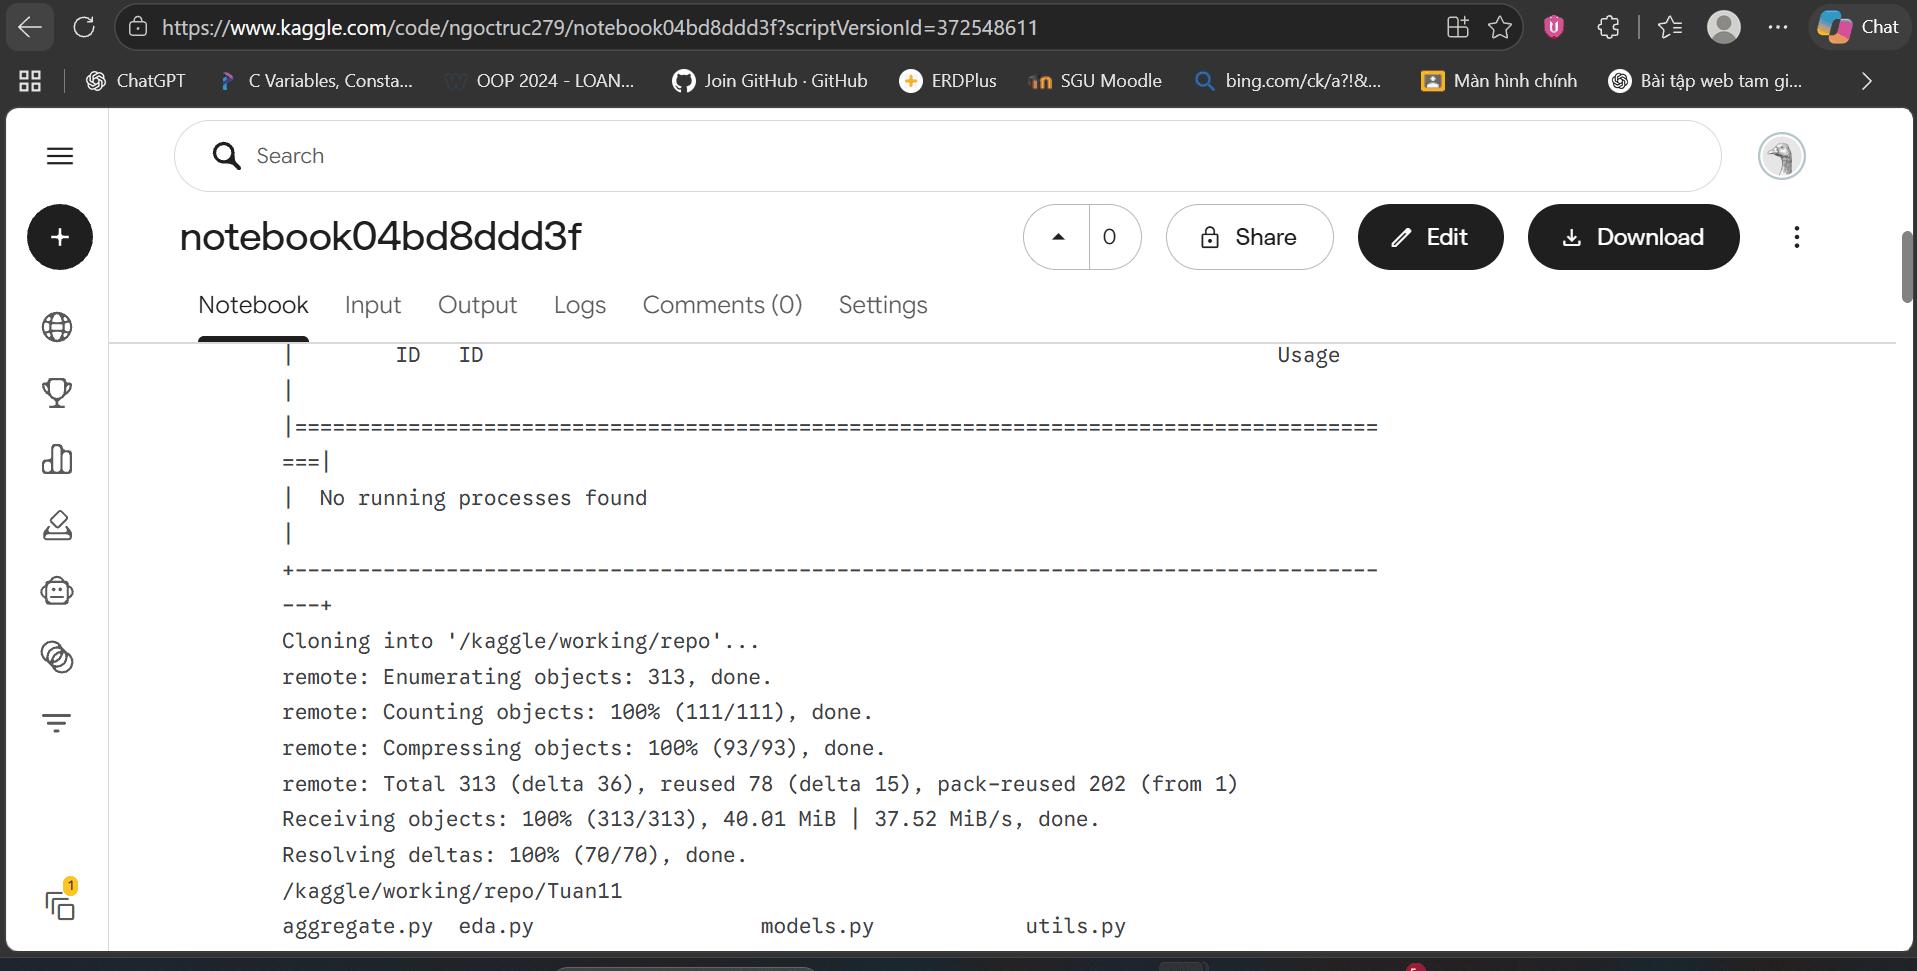 https://www.kaggle.com/code/ngoctruc279/notebook04bd8ddd3f?scriptVersionId=372548611
Chat
ChatGPT
C Variables, Consta...
OOP 2024 - LOAN...
Join GitHub · GitHub
ERDPlus
SGU Moodle
bing.com/ck/a?!&...
Màn hình chính
Bài tập web tam gi...
Search
notebook04bd8ddd3f
0
Share
Edit
Download
Notebook
Input
Output
Logs
Comments (0)
Settings
|        ID   ID                                                               Usage
|
|======================================================================================
===|
|  No running processes found
|
+--------------------------------------------------------------------------------------
---+
Cloning into '/kaggle/working/repo'...
remote: Enumerating objects: 313, done.
remote: Counting objects: 100% (111/111), done.
remote: Compressing objects: 100% (93/93), done.
remote: Total 313 (delta 36), reused 78 (delta 15), pack-reused 202 (from 1)
Receiving objects: 100% (313/313), 40.01 MiB | 37.52 MiB/s, done.
Resolving deltas: 100% (70/70), done.
/kaggle/working/repo/Tuan11
aggregate.py  eda.py                  models.py            utils.py
1